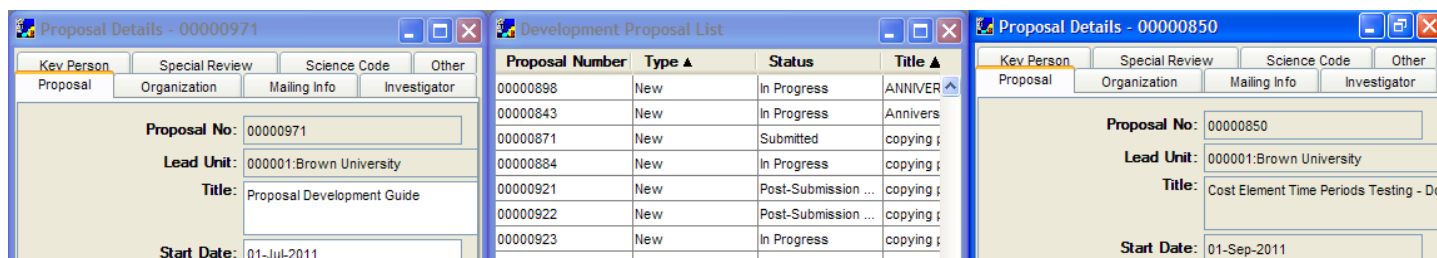 Proposal Details - 00000971
Key Person Special Review Science Code Other
Proposal Organization Mailing Info Investigator
Proposal No: 00000971
Lead Unit: 000001:Brown University
Title: Proposal Development Guide
Start Date: 01-Jul-2011
Development Proposal List
Proposal Number Type ▲ Status Title ▲
00000898 New In Progress ANNIVER
00000843 New In Progress Annivers
00000871 New Submitted copying p
00000884 New In Progress copying p
00000921 New Post-Submission ... copying p
00000922 New Post-Submission ... copying p
00000923 New In Progress copying p
Proposal Details - 00000850
Key Person Special Review Science Code Other
Proposal Organization Mailing Info Investigator
Proposal No: 00000850
Lead Unit: 000001:Brown University
Title: Cost Element Time Periods Testing - Do
Start Date: 01-Sep-2011